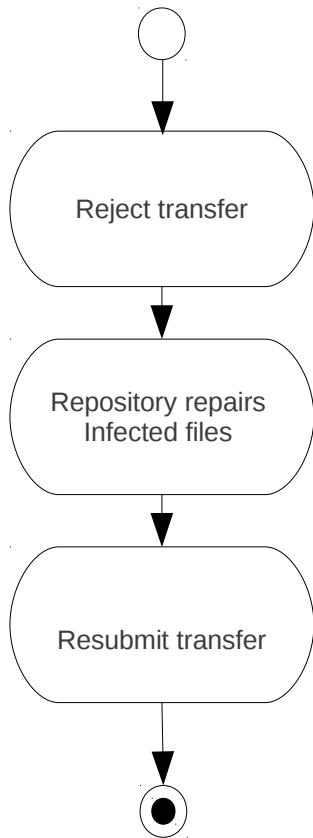 Reject transfer
Repository repairs
Infected files
Resubmit transfer